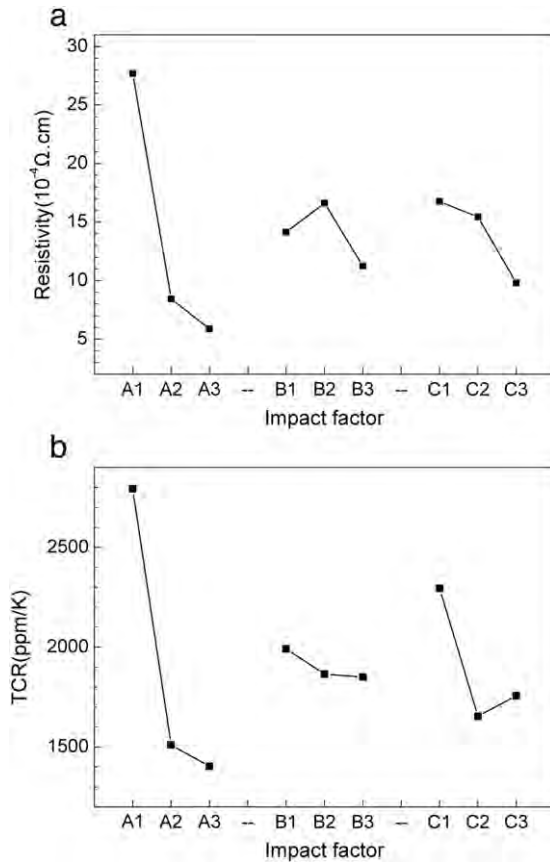 a
30
25
20
15
10
5
Resistivity(10⁻⁴Ω.cm)
A1 A2 A3 -- B1 B2 B3 -- C1 C2 C3
Impact factor
b
2500
2000
1500
TCR(ppm/K)
A1 A2 A3 -- B1 B2 B3 -- C1 C2 C3
Impact factor